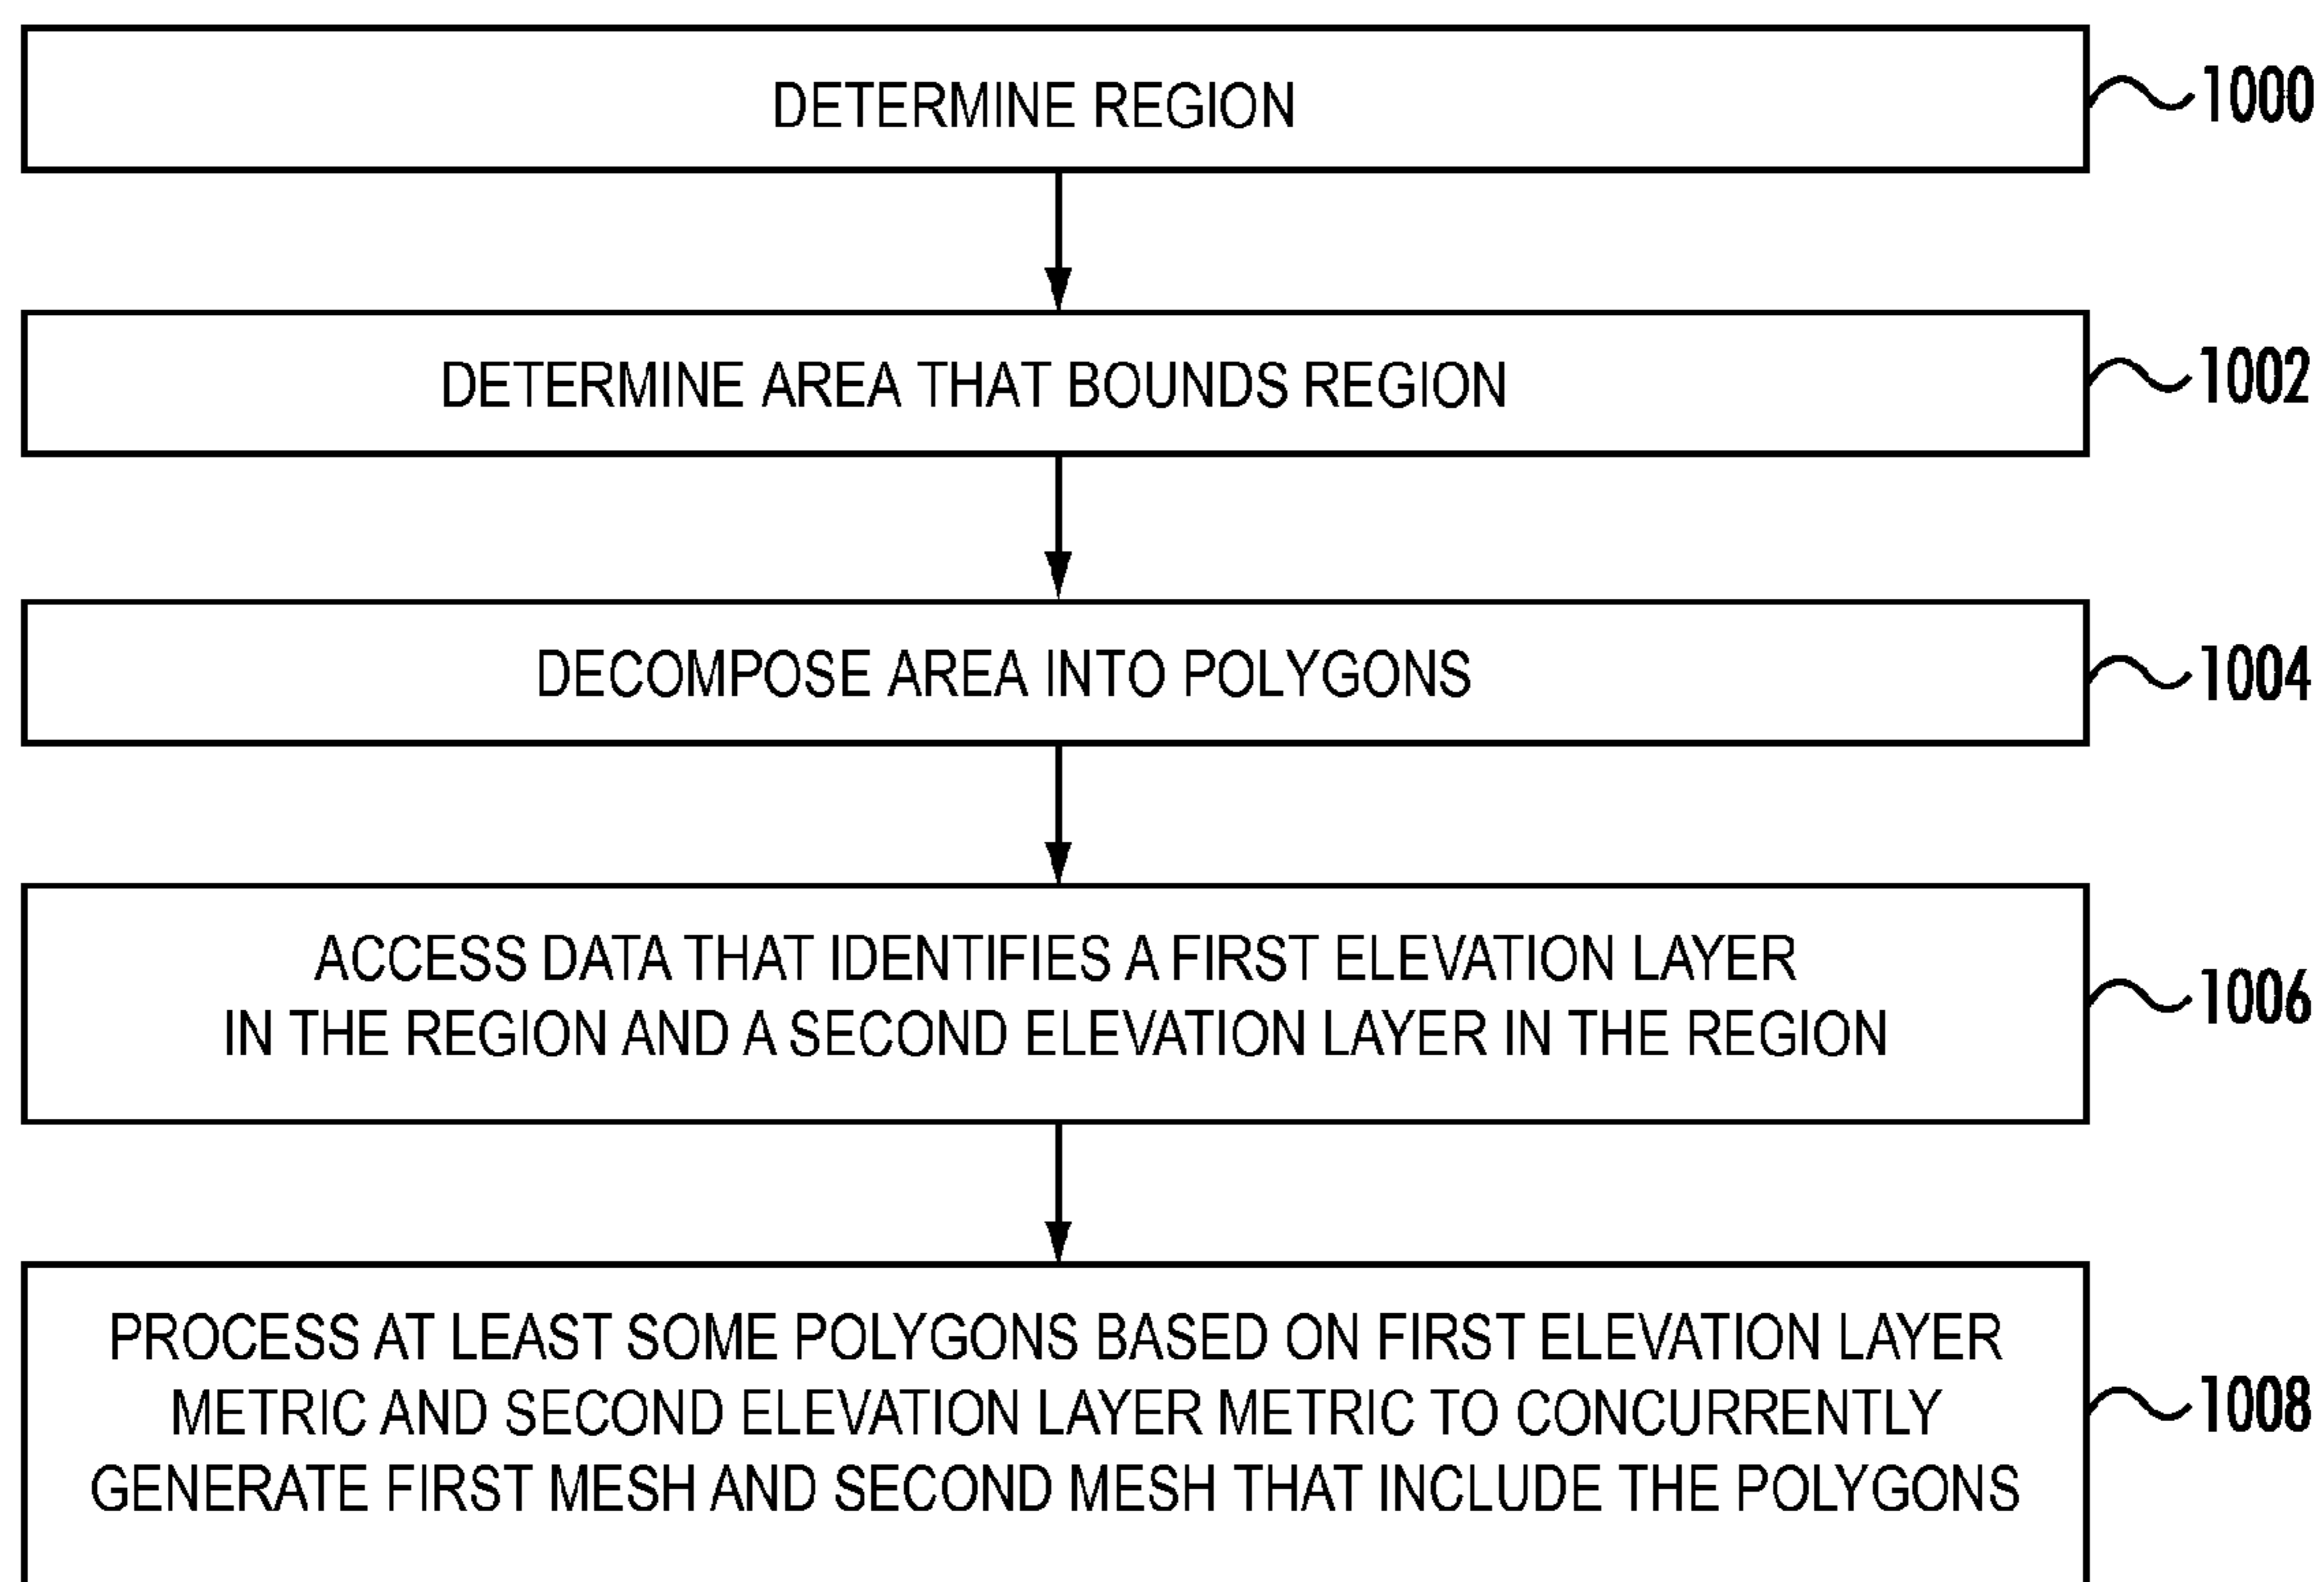 DETERMINE REGION
1000
DETERMINE AREA THAT BOUNDS REGION
1002
DECOMPOSE AREA INTO POLYGONS
1004
ACCESS DATA THAT IDENTIFIES A FIRST ELEVATION LAYER
IN THE REGION AND A SECOND ELEVATION LAYER IN THE REGION
1006
PROCESS AT LEAST SOME POLYGONS BASED ON FIRST ELEVATION LAYER
METRIC AND SECOND ELEVATION LAYER METRIC TO CONCURRENTLY
GENERATE FIRST MESH AND SECOND MESH THAT INCLUDE THE POLYGONS
1008